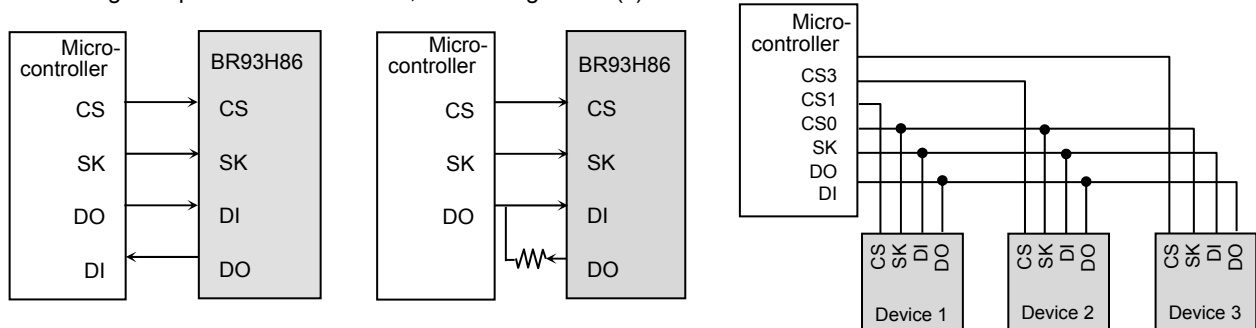 Micro-
controller
CS
SK
DO
DI
BR93H86
CS
SK
DI
DO
Micro-
controller
CS
SK
DO
BR93H86
CS
SK
DI
DO
Micro-
controller
CS3
CS1
CS0
SK
DO
DI
CS
SK
DI
DO
Device 1
CS
SK
DI
DO
Device 2
CS
SK
DI
DO
Device 3